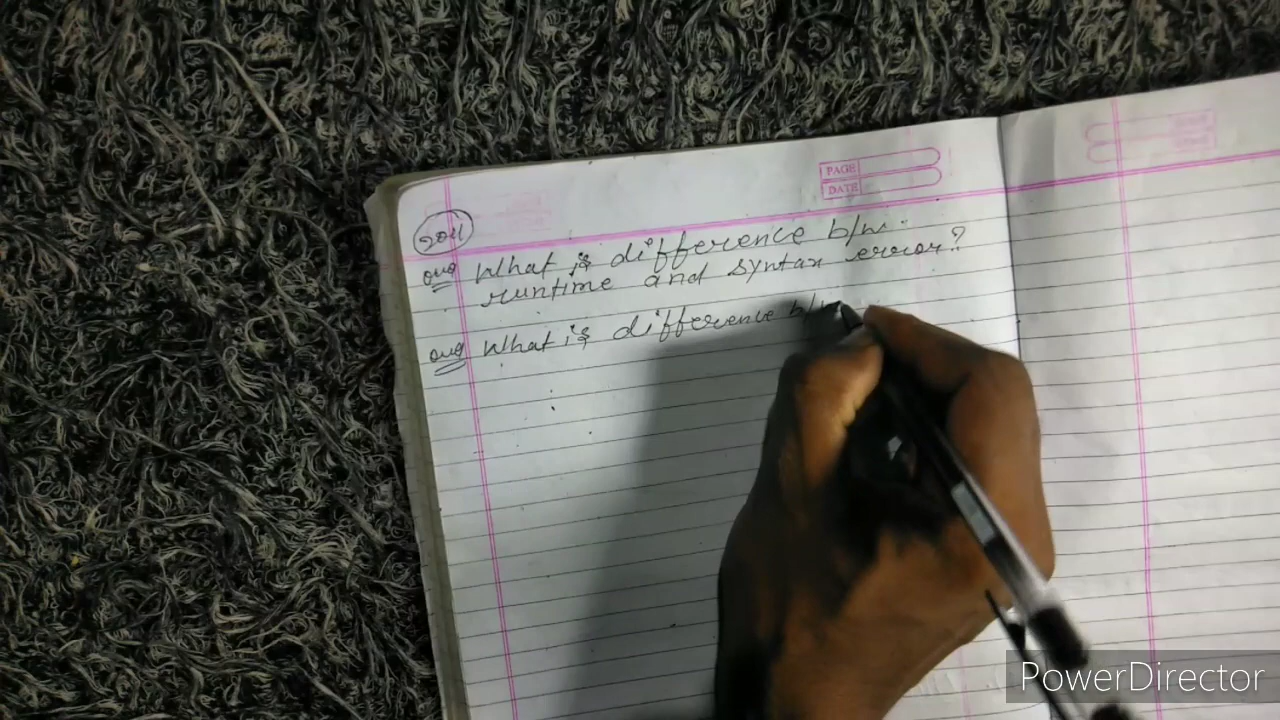 PAGE
DATE
2011
Que What is difference b/w
runtime and syntax error?
Que What is difference b/w
PowerDirector